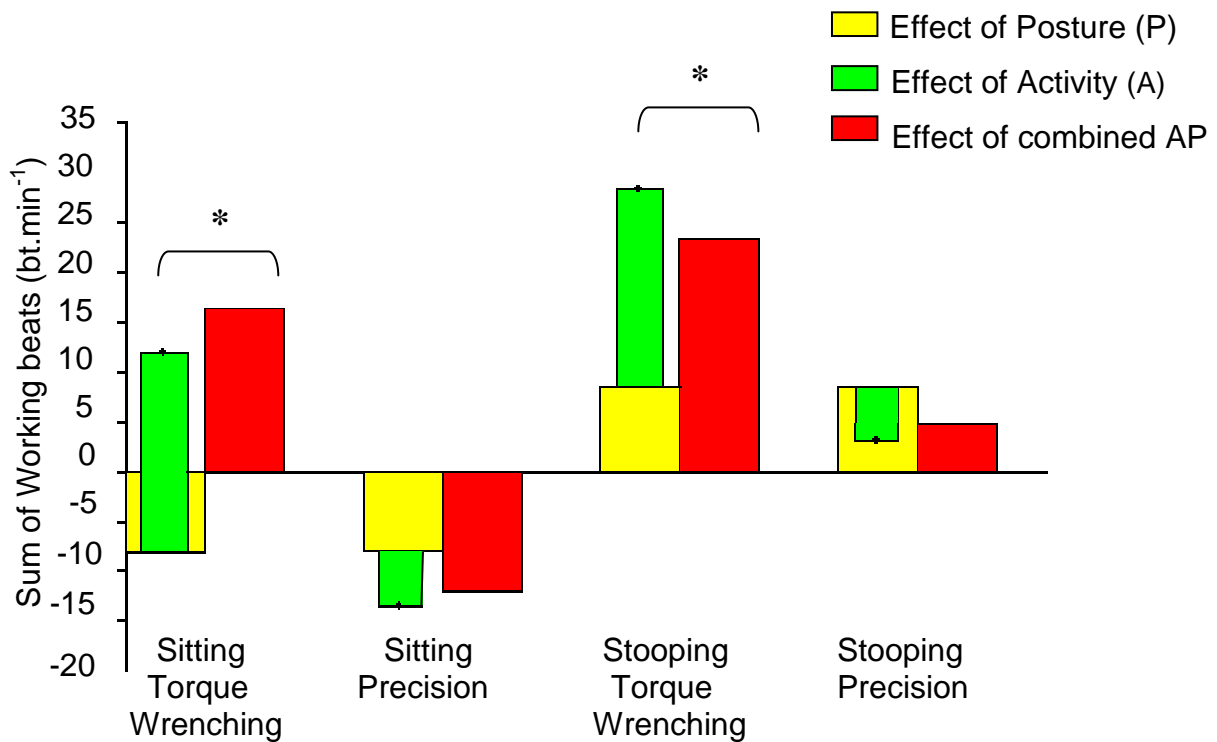 Effect of Posture (P)
Effect of Activity (A)
Effect of combined AP
*
*
Sum of Working beats (bt.min⁻¹)
35
30
25
20
15
10
5
0
-5
-10
-15
-20
Sitting
Torque
Wrenching
Sitting
Precision
Stooping
Torque
Wrenching
Stooping
Precision